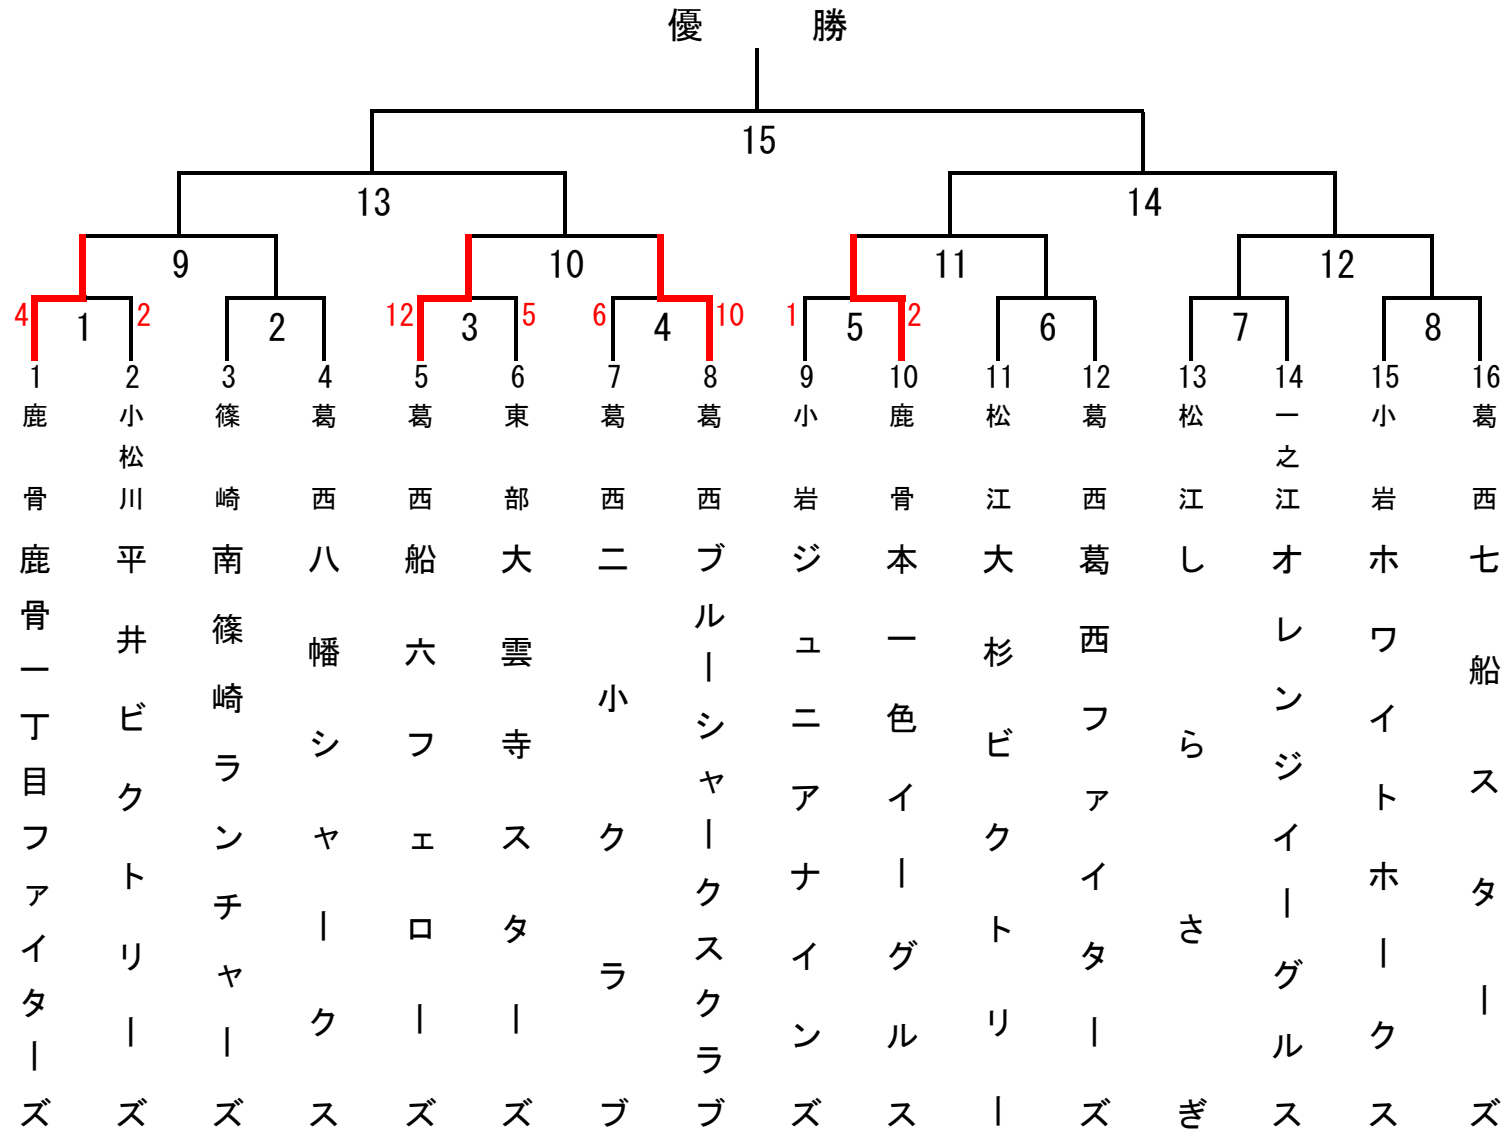 優　勝
15
13 14
9 10 11 12
4 1 2 2 12 3 5 6 4 10 1 5 2 6 7 8
1 2 3 4 5 6 7 8 9 10 11 12 13 14 15 16
鹿骨
鹿骨一丁目ファイターズ
小松川
平井ビクトリーズ
篠崎
南篠崎ランチャーズ
葛西
八幡シャークス
葛西
船六フェローズ
東部
大雲寺スターズ
葛西
二小クラブ
葛西
ブルーシャークスクラブ
小岩
ジュニアナインズ
鹿骨
本一色イーグルス
松江
大杉ビクトリー
葛西
葛西ファイターズ
松江
しらさぎ
一之江
オレンジイーグルス
小岩
ホワイトホークス
葛西
七船スターズ